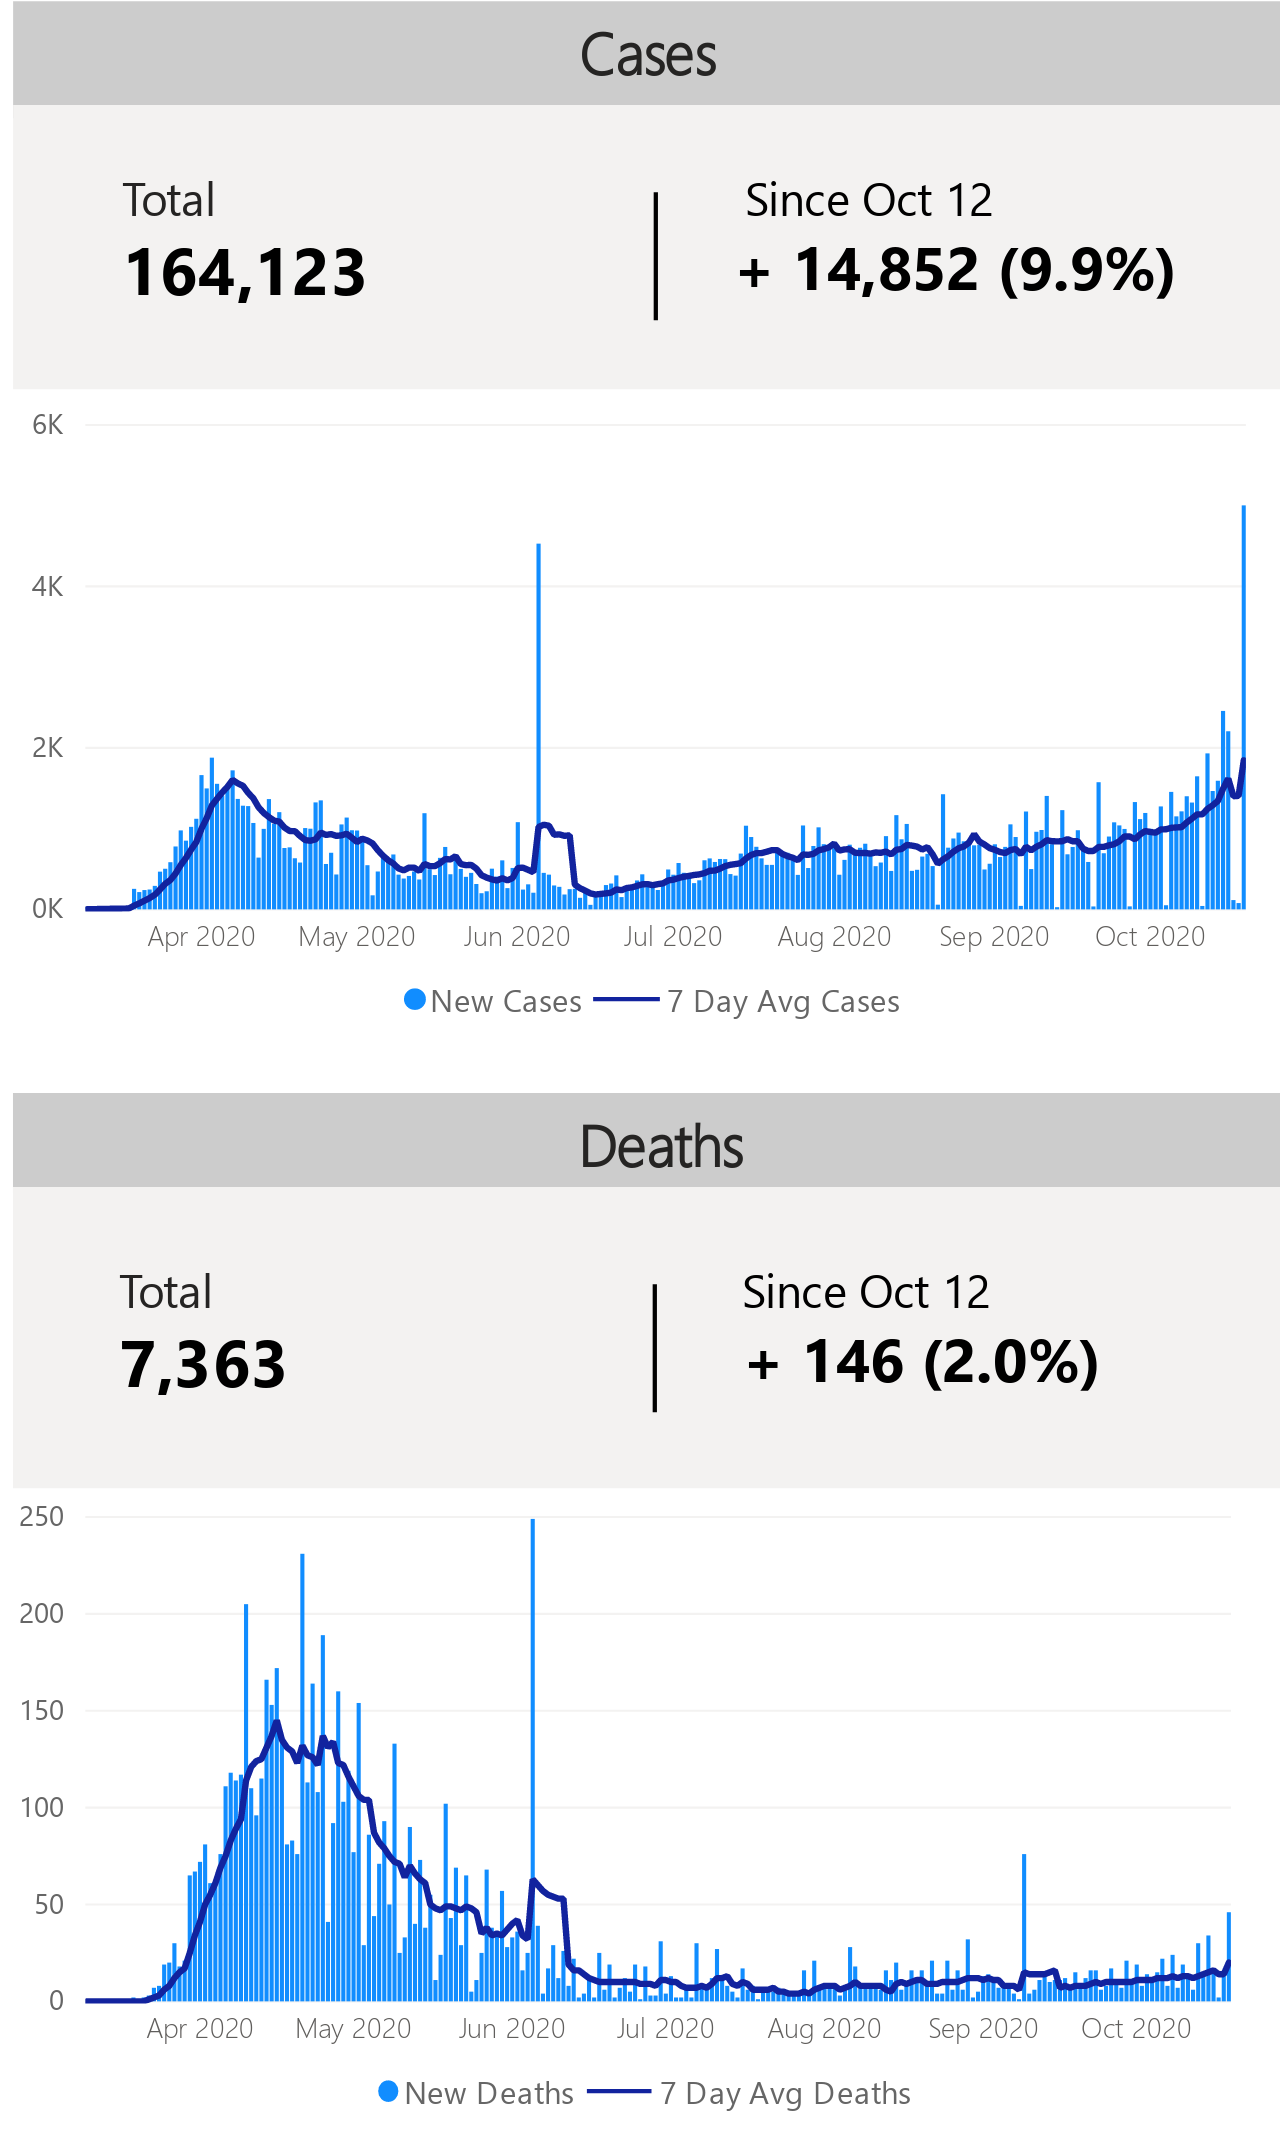 Cases
Total
Since Oct 12
164,123
+ 14,852 (9.9%)
6K
4K
2K
0K
Apr 2020 May 2020 Jun 2020 Jul 2020 Aug 2020 Sep 2020 Oct 2020
New Cases 7 Day Avg Cases
Deaths
Total
Since Oct 12
7,363
+ 146 (2.0%)
250
200
150
100
50
0
Apr 2020 May 2020 Jun 2020 Jul 2020 Aug 2020 Sep 2020 Oct 2020
New Deaths 7 Day Avg Deaths